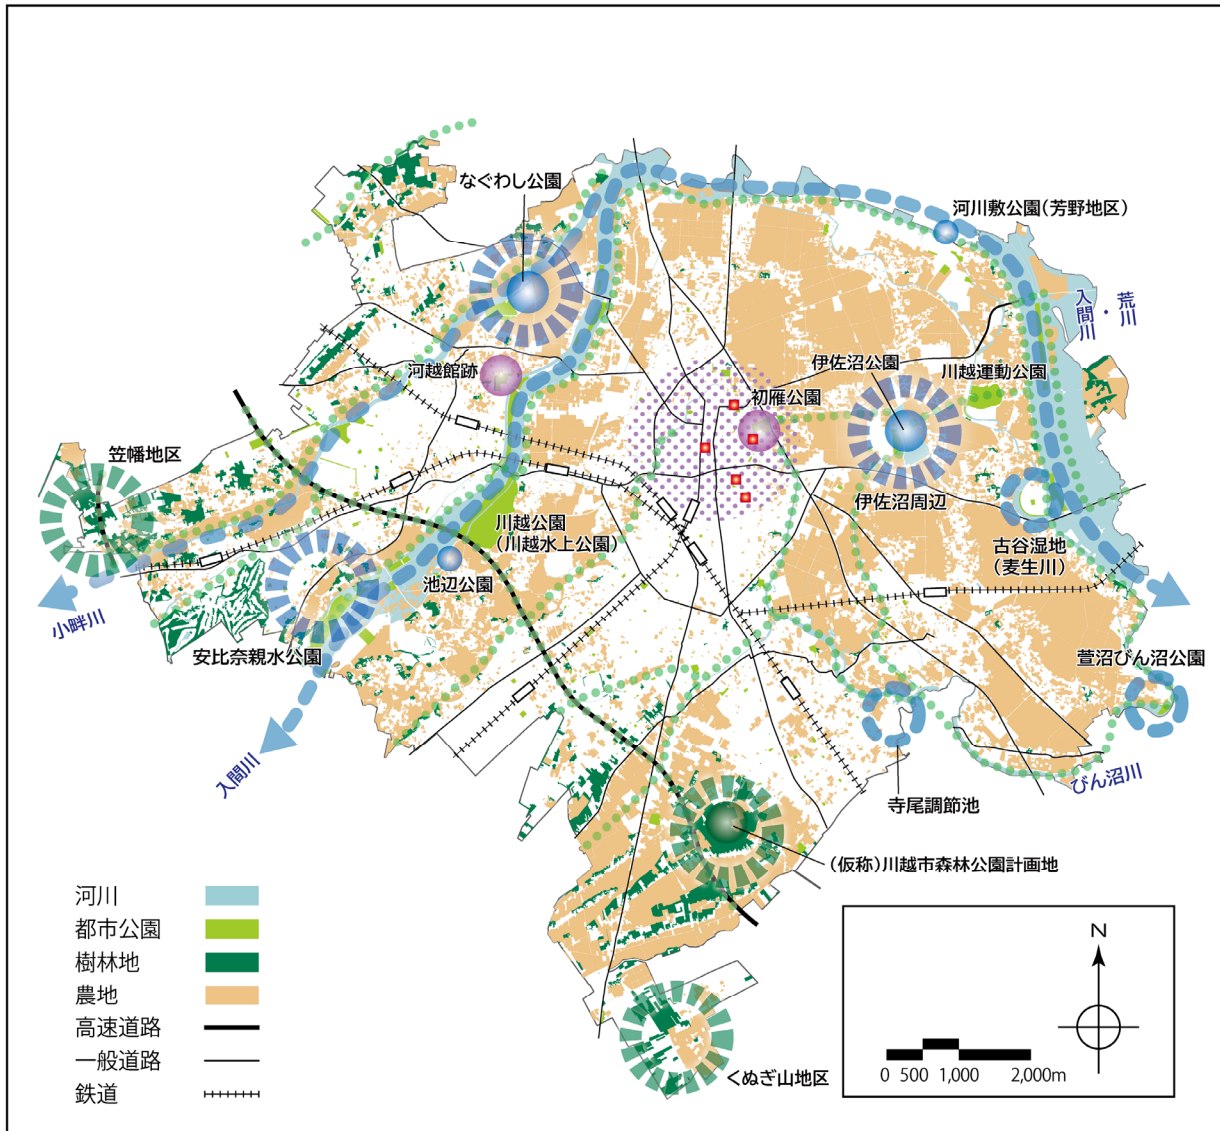 なぐわし公園
河川敷公園(芳野地区)
荒川・入間川
河越館跡
伊佐沼公園
川越運動公園
初雁公園
笠幡地区
伊佐沼周辺
川越公園
(川越水上公園)
古谷湿地
(麦生川)
池辺公園
小畔川
安比奈親水公園
萱沼びん沼公園
入間川
びん沼川
寺尾調節池
(仮称)川越市森林公園計画地
くぬぎ山地区
河川
都市公園
樹林地
農地
高速道路
一般道路
鉄道
N
0 500 1,000 2,000m